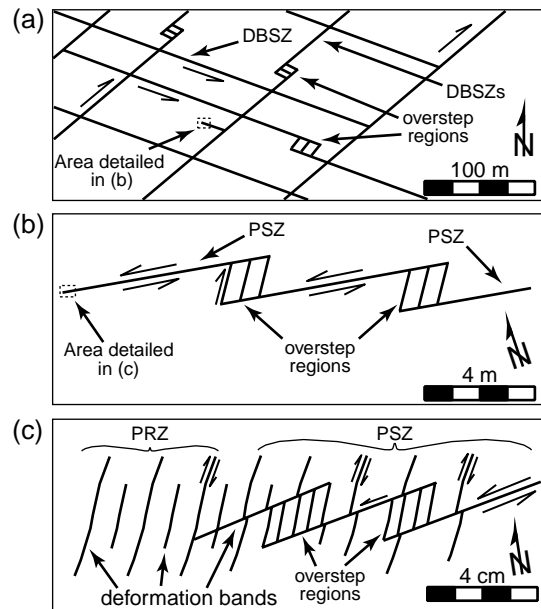 (a)
DBSZ
DBSZs
overstep
regions
Area detailed
in (b)
N
100 m
(b)
PSZ
PSZ
Area detailed
in (c)
overstep
regions
N
4 m
(c)
PRZ
PSZ
deformation bands
overstep
regions
N
4 cm